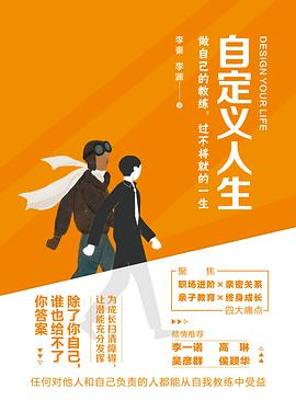 自定义人生
DESIGN YOUR LIFE
做自己的教练，过不将就的一生
李秦 李源 著
聚焦
职场进阶×亲密关系
亲子教育×终身成长
四大痛点
倾情推荐
李一诺 高琳
吴彦群 侯颖华
为成长扫清障碍，
让潜能充分发挥
除了你自己，
谁也给不了
你答案
任何对他人和自己负责的人都能从自我教练中受益